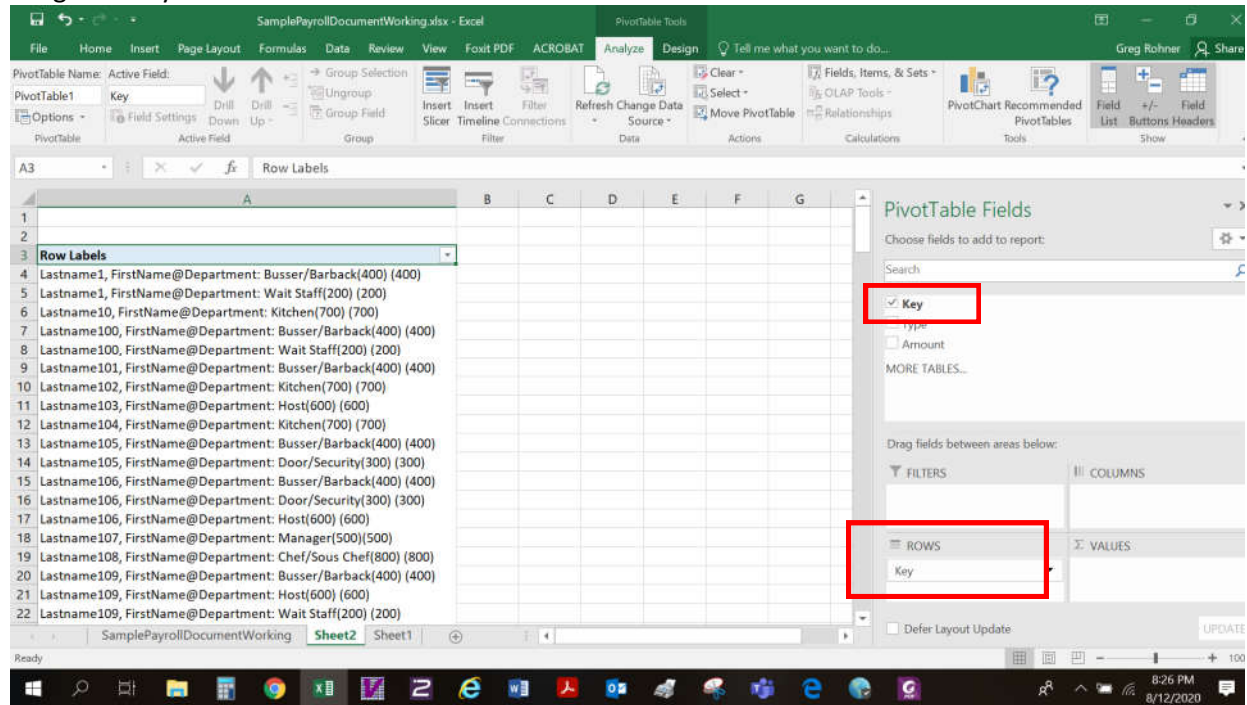 SamplePayrollDocumentWorking.xlsx - Excel
PivotTable Tools
File Home Insert Page Layout Formulas Data Review View Foxit PDF ACROBAT Analyze Design Tell me what you want to do... Greg Rohner Share
PivotTable Name: Active Field: Group Selection Clear Fields, Items, & Sets
PivotTable1 Key Ungroup Select OLAP Tools
Options Field Settings Drill Down Drill Up Group Field Insert Slicer Insert Timeline Filter Connections Refresh Change Data Source Move PivotTable Relationships PivotChart Recommended PivotTables Field List +/- Buttons Field Headers
PivotTable Active Field Group Filter Data Actions Calculations Tools Show
A3 fx Row Labels
A B C D E F G
1
2
3 Row Labels
4 Lastname1, FirstName@Department: Busser/Barback(400) (400)
5 Lastname1, FirstName@Department: Wait Staff(200) (200)
6 Lastname10, FirstName@Department: Kitchen(700) (700)
7 Lastname100, FirstName@Department: Busser/Barback(400) (400)
8 Lastname100, FirstName@Department: Wait Staff(200) (200)
9 Lastname101, FirstName@Department: Busser/Barback(400) (400)
10 Lastname102, FirstName@Department: Kitchen(700) (700)
11 Lastname103, FirstName@Department: Host(600) (600)
12 Lastname104, FirstName@Department: Kitchen(700) (700)
13 Lastname105, FirstName@Department: Busser/Barback(400) (400)
14 Lastname105, FirstName@Department: Door/Security(300) (300)
15 Lastname106, FirstName@Department: Busser/Barback(400) (400)
16 Lastname106, FirstName@Department: Door/Security(300) (300)
17 Lastname106, FirstName@Department: Host(600) (600)
18 Lastname107, FirstName@Department: Manager(500)(500)
19 Lastname108, FirstName@Department: Chef/Sous Chef(800) (800)
20 Lastname109, FirstName@Department: Busser/Barback(400) (400)
21 Lastname109, FirstName@Department: Host(600) (600)
22 Lastname109, FirstName@Department: Wait Staff(200) (200)
PivotTable Fields
Choose fields to add to report:
Search
Key
Type
Amount
MORE TABLES...
Drag fields between areas below:
FILTERS COLUMNS
ROWS Σ VALUES
Key
Defer Layout Update UPDATE
SamplePayrollDocumentWorking Sheet2 Sheet1
Ready 100
8:26 PM
8/12/2020